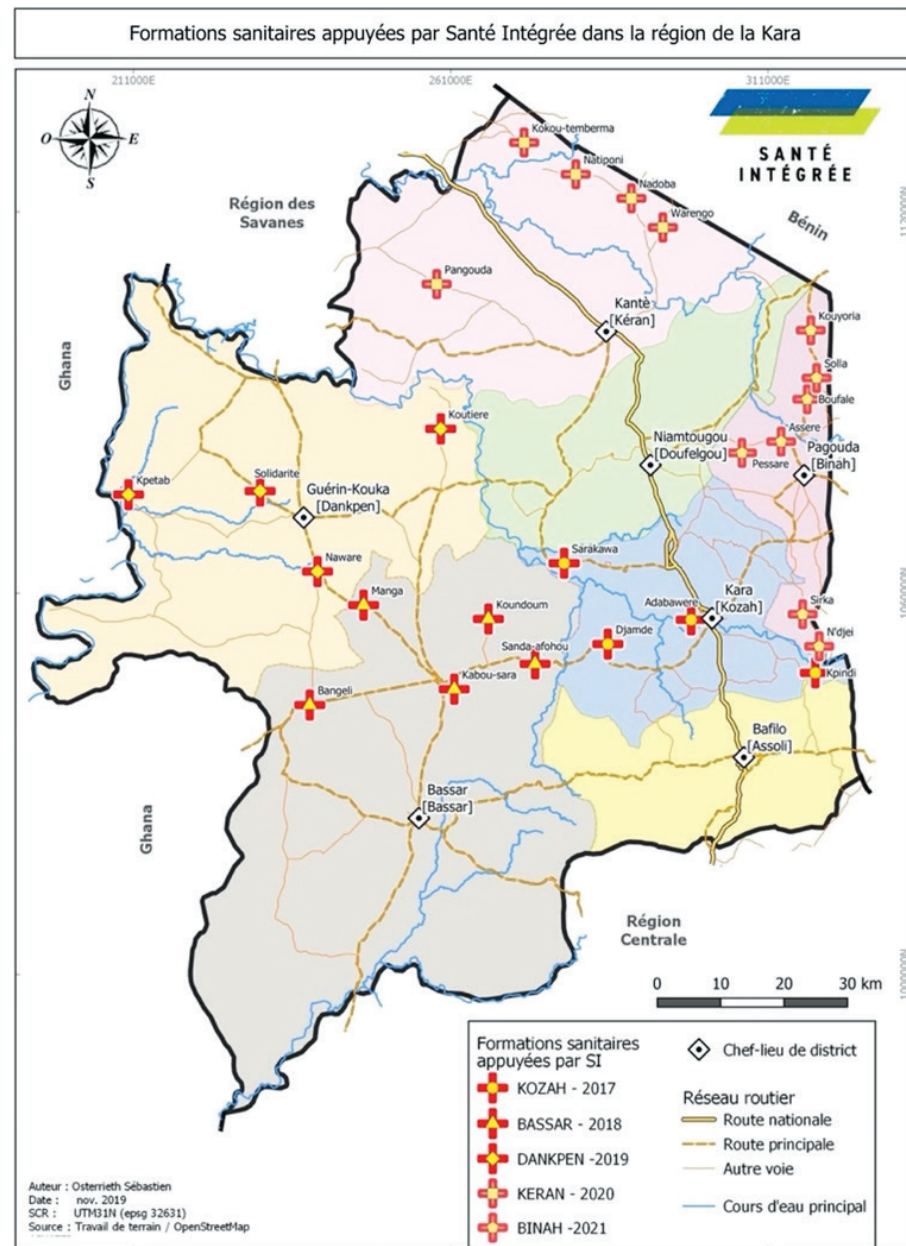 Formations sanitaires appuyées par Santé Intégrée dans la région de la Kara
211000E
261000E
311000E
N
O
E
S
SANTÉ
INTÉGRÉE
Kokou-temberma
Natiponi
Nadoba
Warengo
Région des
Savanes
Bénin
Pangouda
Kantè
[Kéran]
Kouyoria
Ghana
Solla
Boufale
Koutiere
Assere
Niamtougou
[Doufelgou]
Pagouda
[Binah]
Pessare
Kpetab
Solidarite
Guérin-Kouka
[Dankpen]
Sarakawa
Naware
Manga
Koundoum
Adabawere
Kara
[Kozah]
Sirka
Djamde
N'djei
Sanda-afohou
Kpindi
Kabou-sara
Bangeli
Bafilo
[Assoli]
Bassar
[Bassar]
Ghana
Région
Centrale
1060000N
1000000N
0 10 20 30 km
Formations sanitaires
appuyées par SI
KOZAH - 2017
BASSAR - 2018
DANKPEN -2019
KERAN - 2020
BINAH -2021
Chef-lieu de district
Réseau routier
Route nationale
Route principale
Autre voie
Cours d'eau principal
Auteur : Osterrieth Sébastien
Date : nov. 2019
SCR : UTM31N (epsg 32631)
Source : Travail de terrain / OpenStreetMap